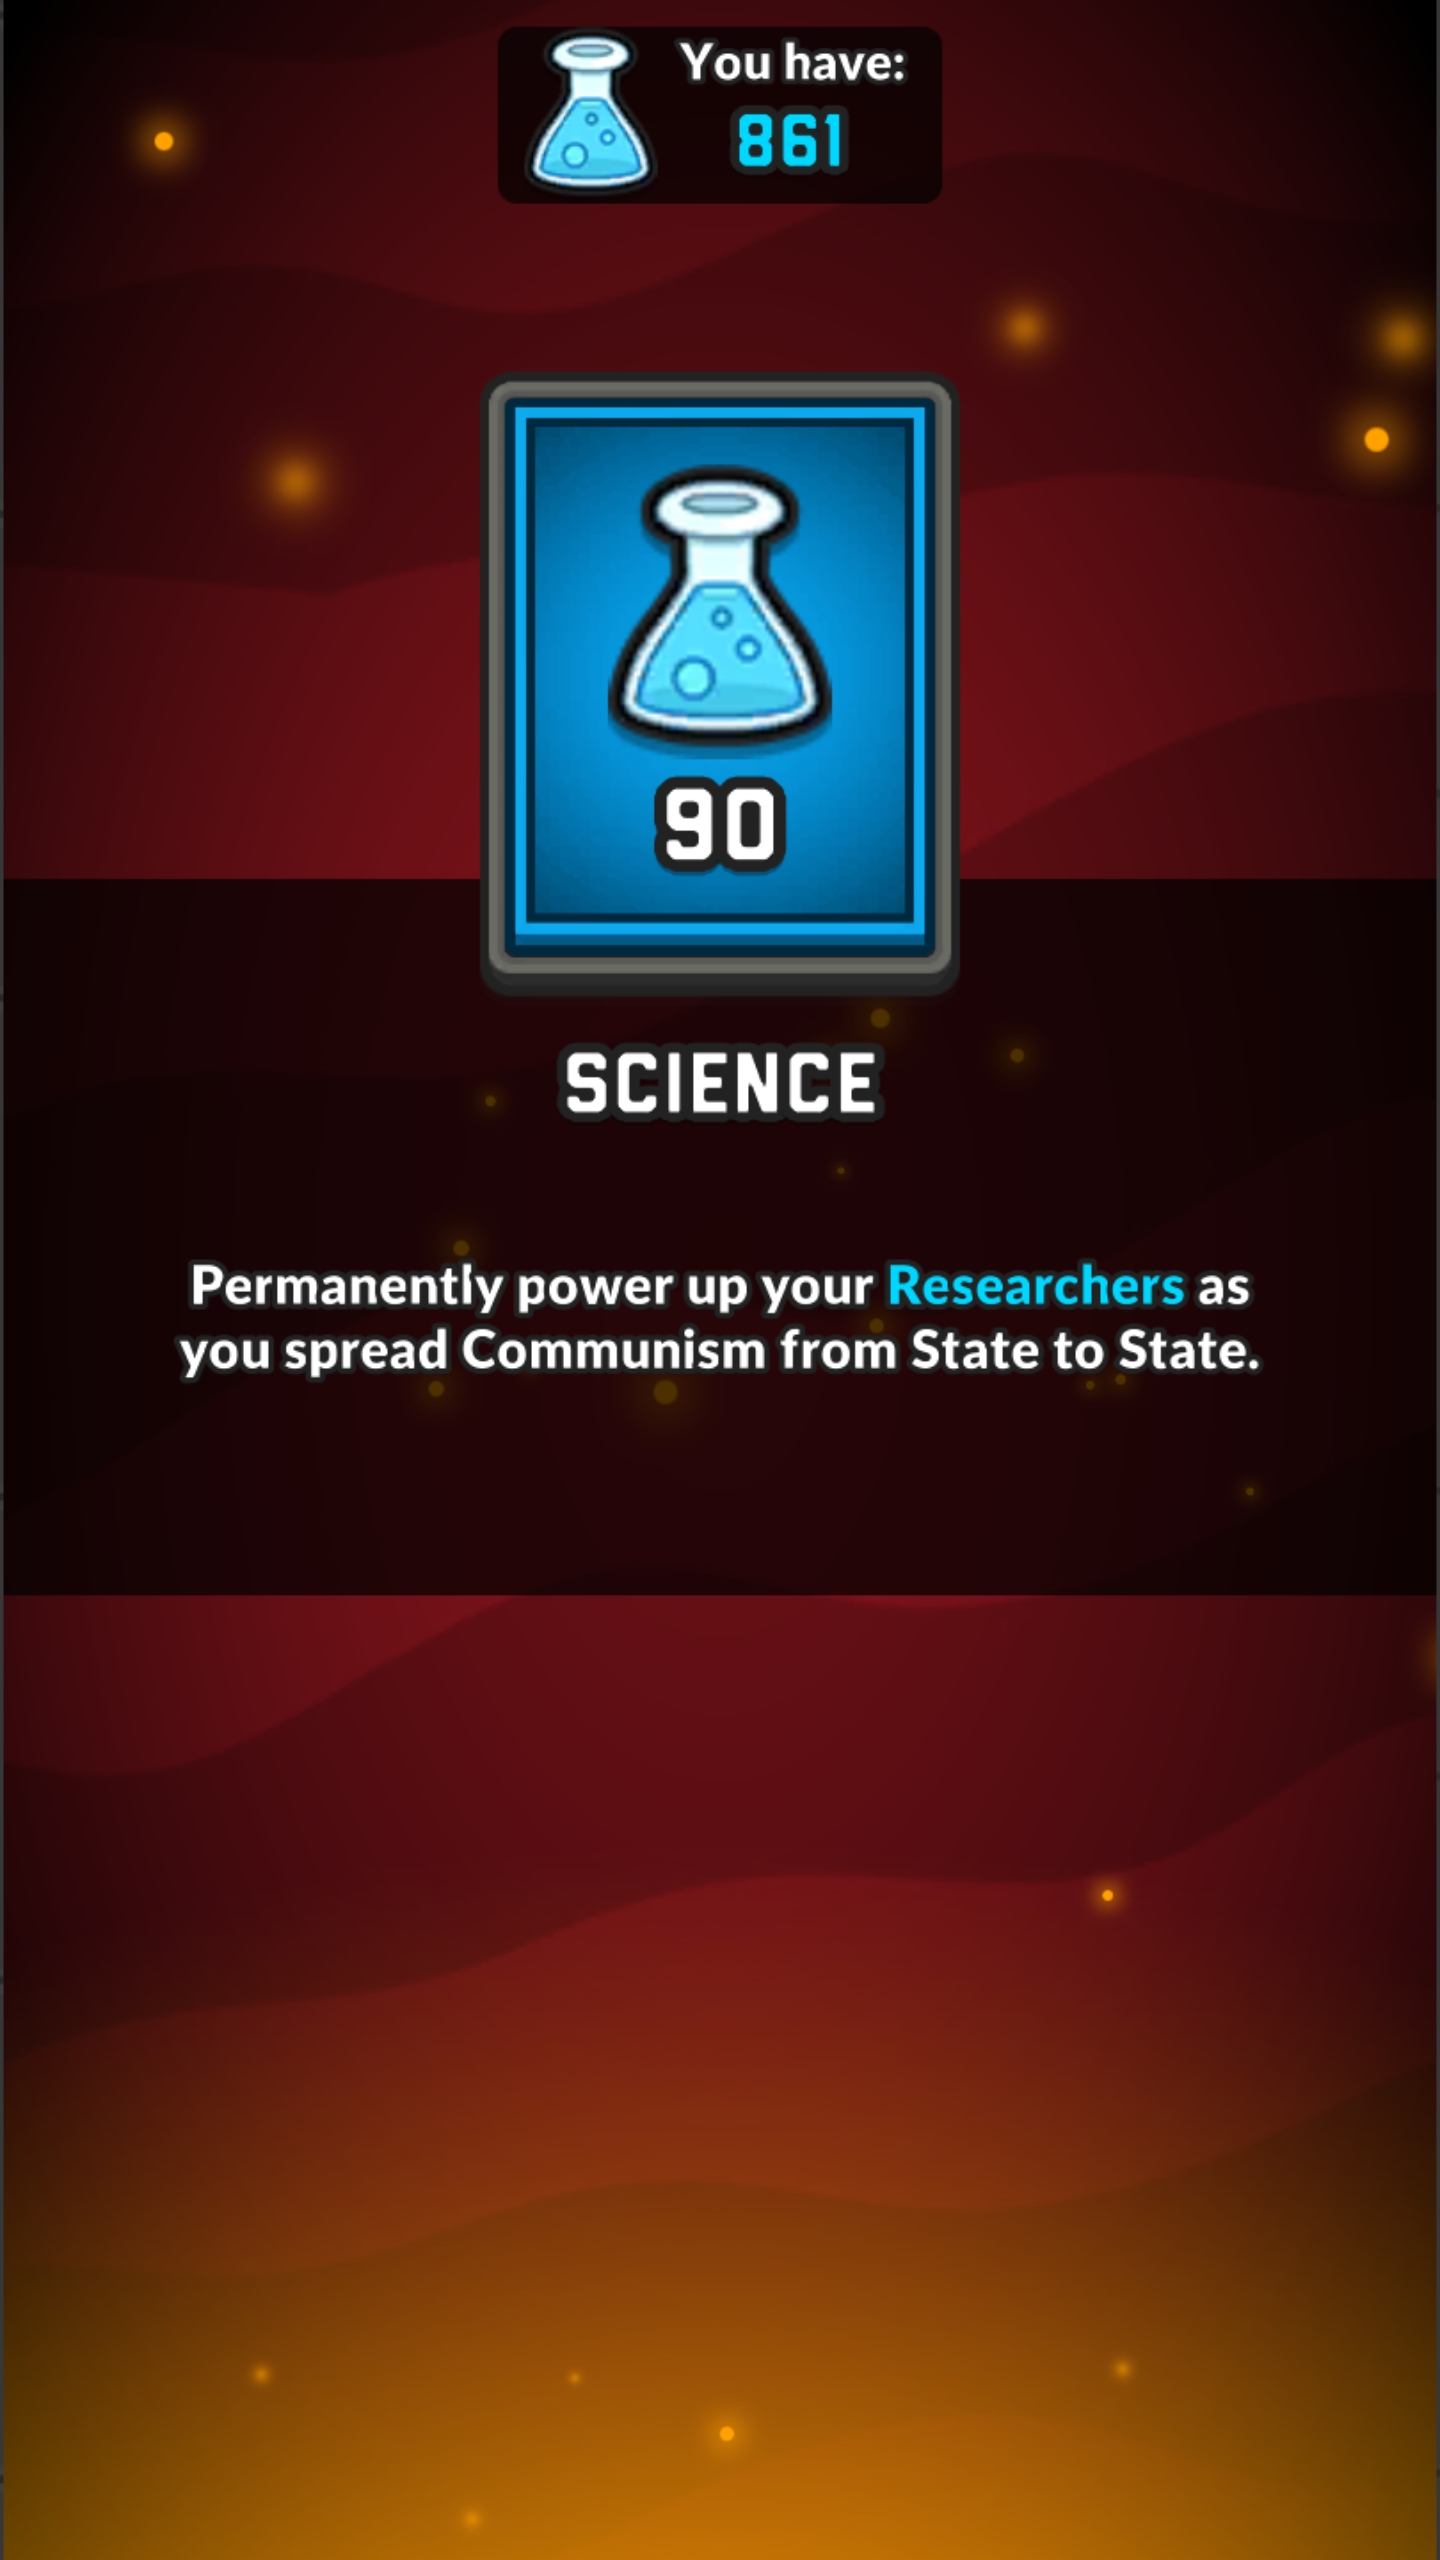 You have:
861
90
SCIENCE
Permanently power up your Researchers as
you spread Communism from State to State.